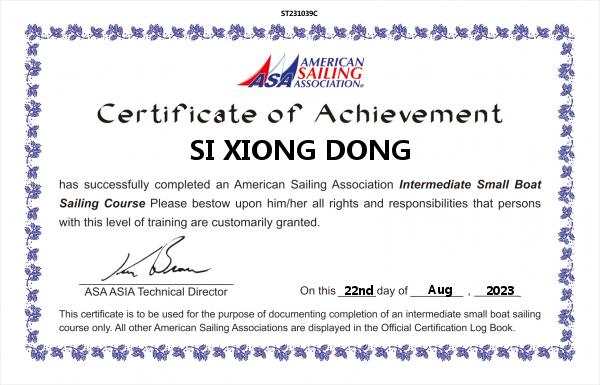 ST231039C
ASA AMERICAN
SAILING
ASSOCIATION®
Certificate of Achievement
SI XIONG DONG
has successfully completed an American Sailing Association Intermediate Small Boat
Sailing Course Please bestow upon him/her all rights and responsibilities that persons
with this level of training are customarily granted.
ASA ASIA Technical Director
On this 22nd day of Aug , 2023
This certificate is to be used for the purpose of documenting completion of an intermediate small boat sailing
course only. All other American Sailing Associations are displayed in the Official Certification Log Book.